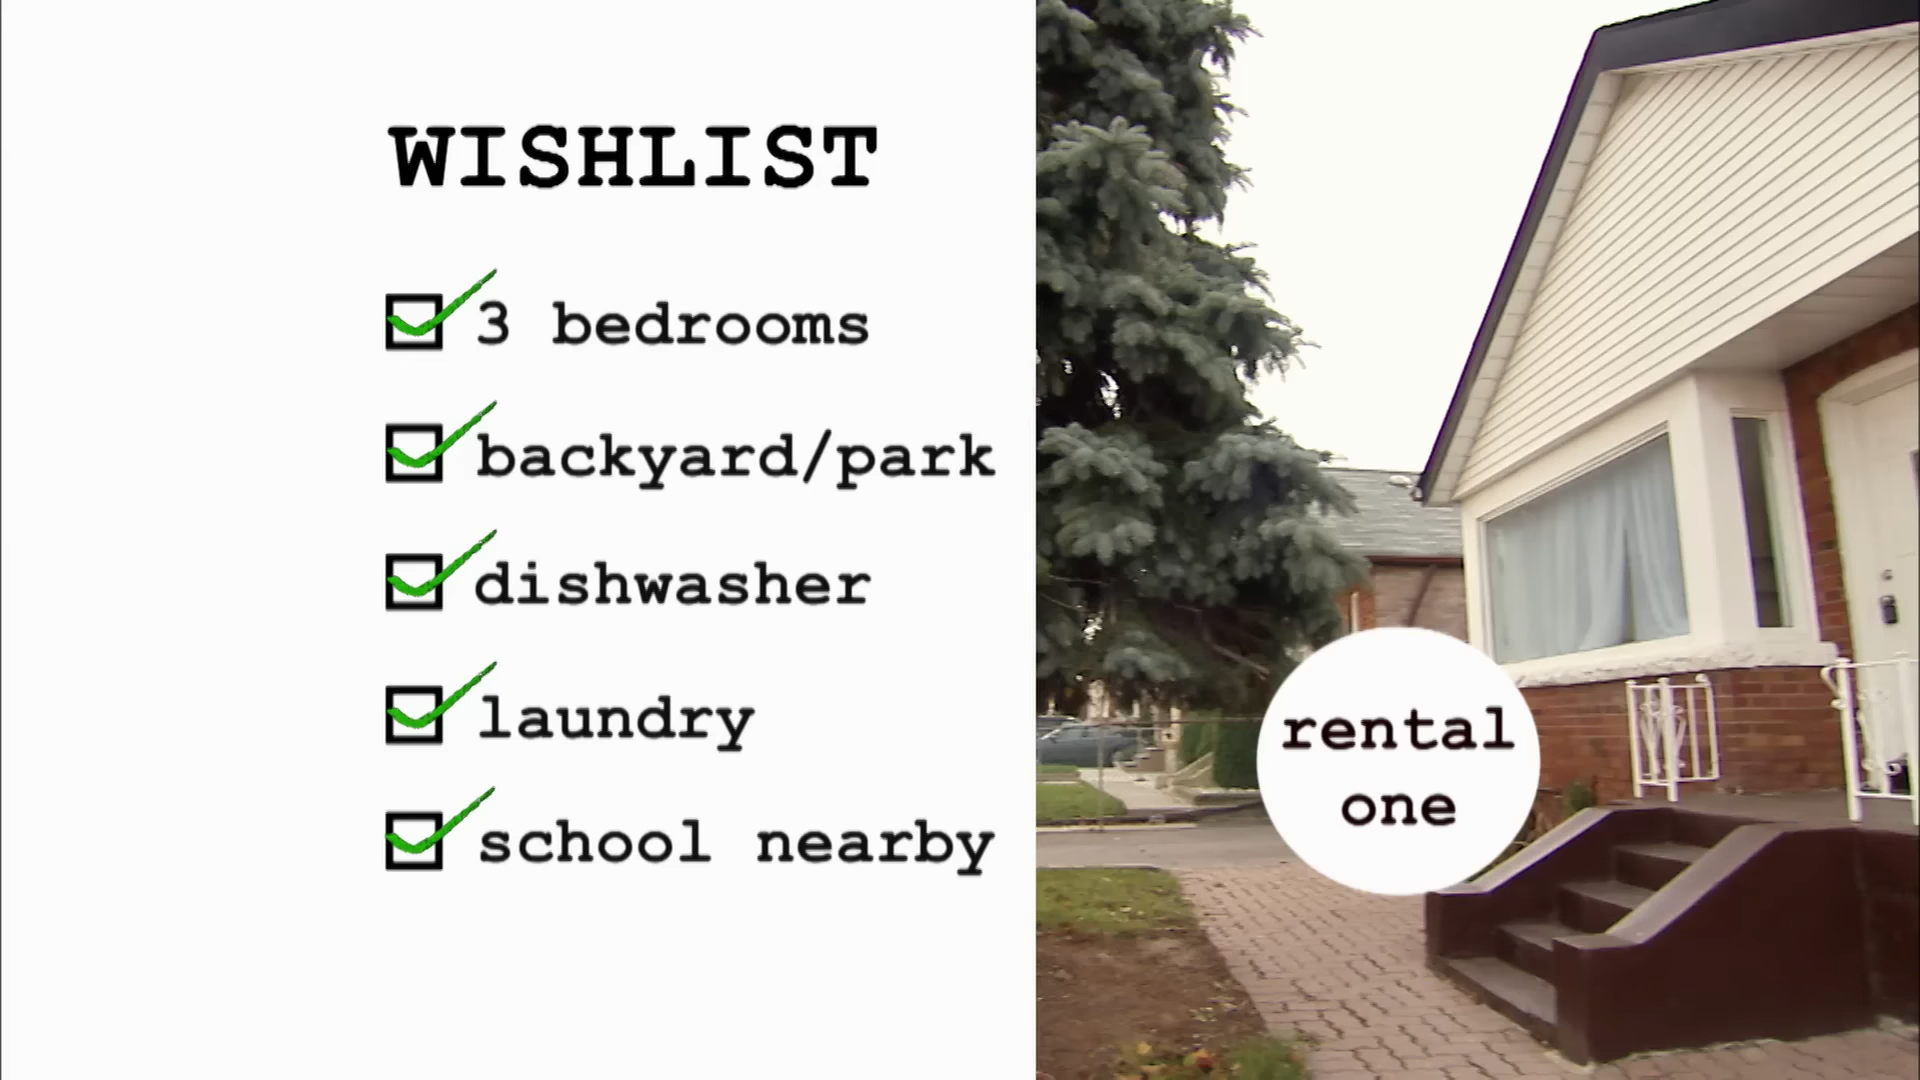 WISHLIST
3 bedrooms
backyard/park
dishwasher
laundry
school nearby
rental
one